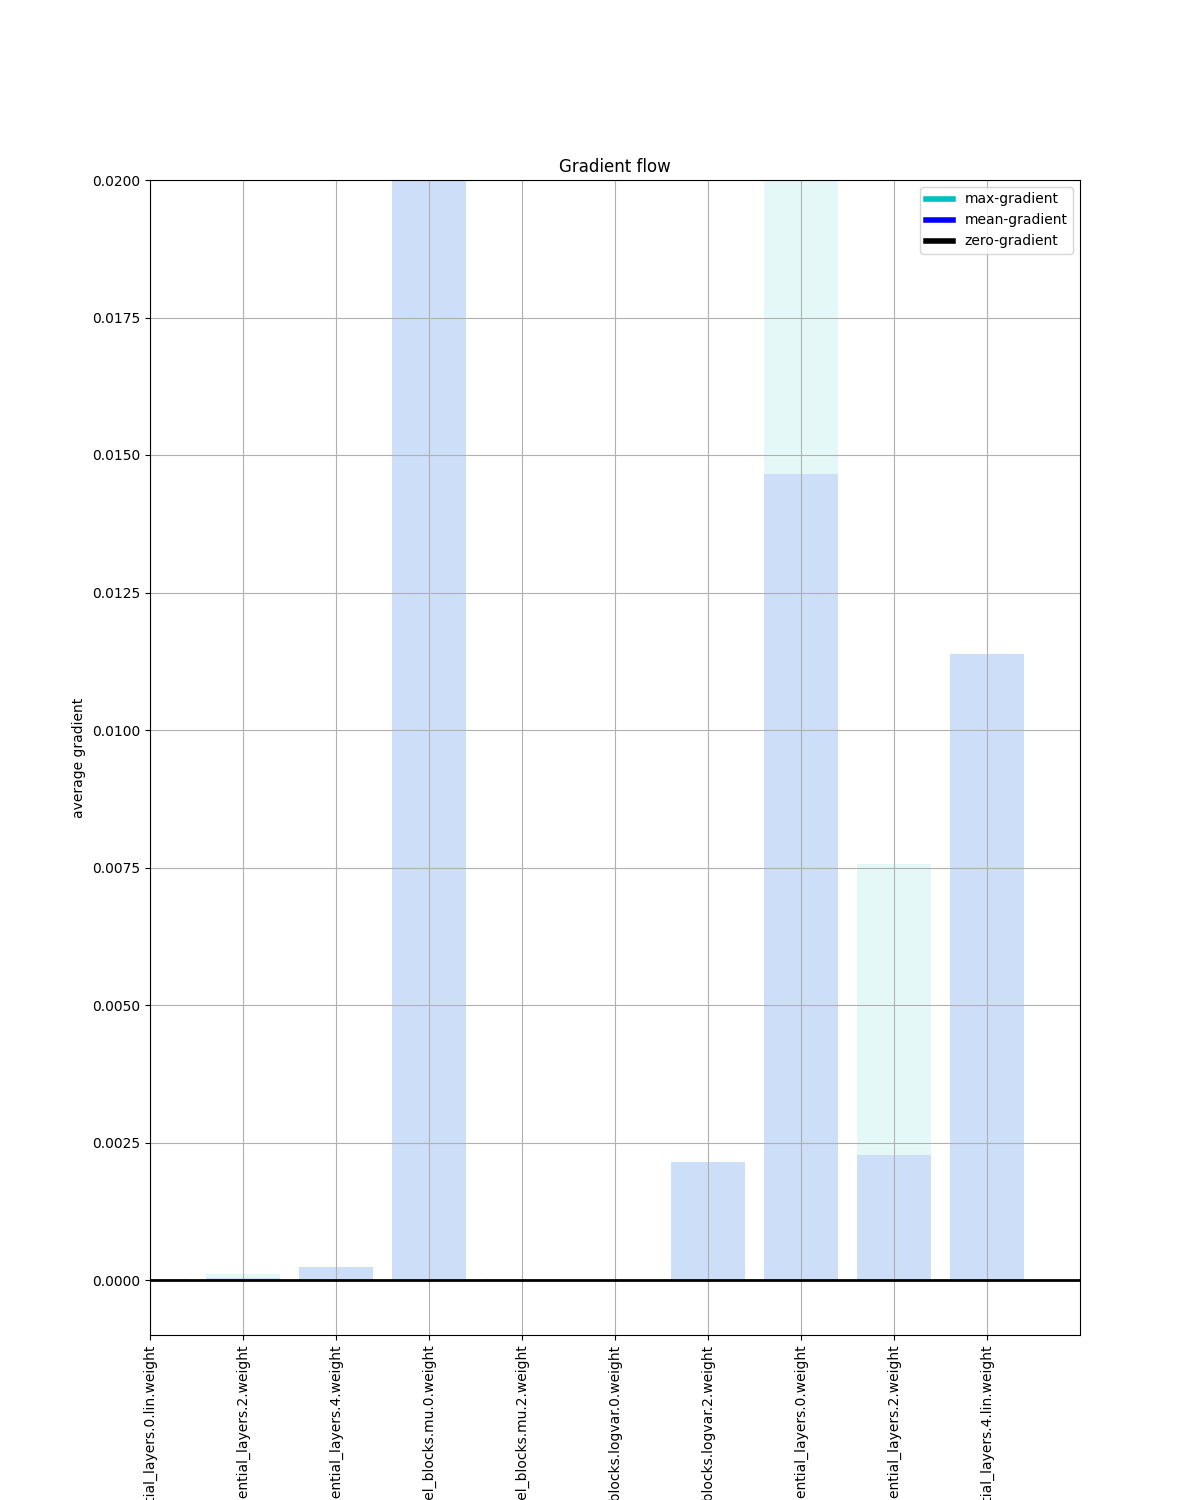 Gradient flow
max-gradient
mean-gradient
zero-gradient
0.0200
0.0175
0.0150
0.0125
0.0100
0.0075
0.0050
0.0025
0.0000
average gradient
tial_layers.0.lin.weight
ential_layers.2.weight
ential_layers.4.weight
el_blocks.mu.0.weight
el_blocks.mu.2.weight
blocks.logvar.0.weight
blocks.logvar.2.weight
ential_layers.0.weight
ential_layers.2.weight
tial_layers.4.lin.weight